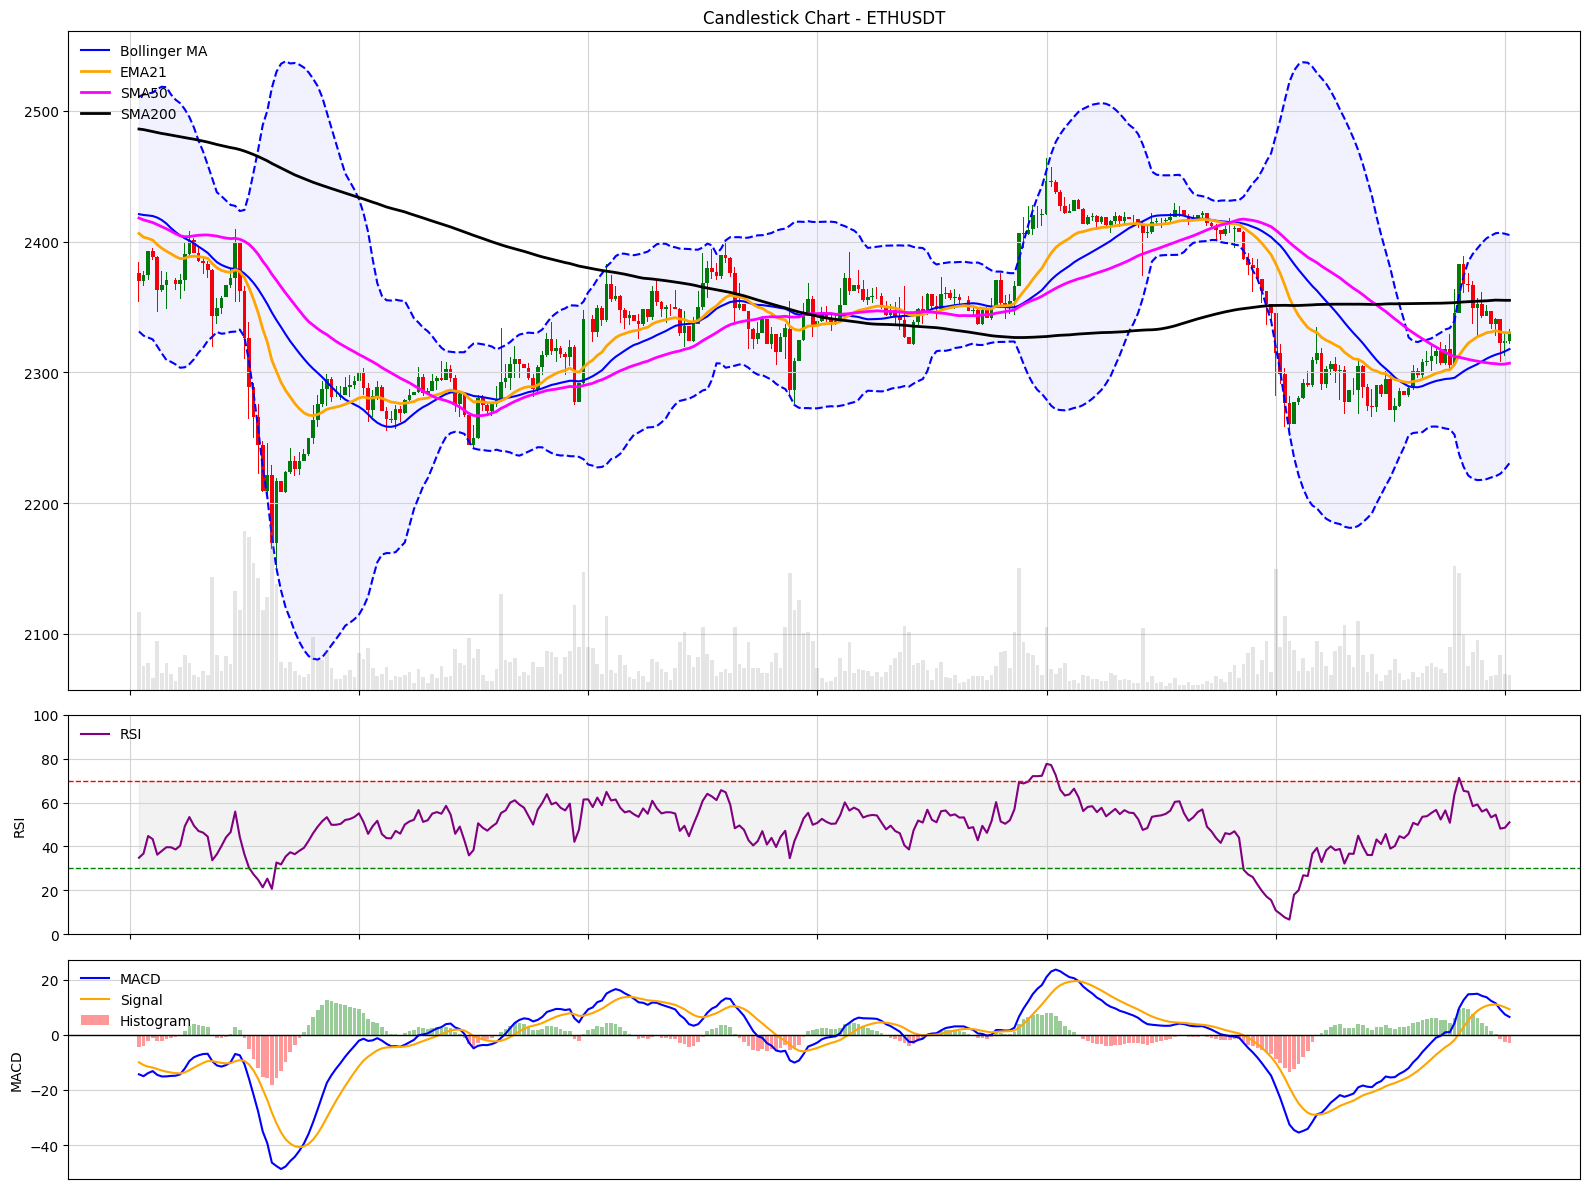 Candlestick Chart - ETHUSDT
Bollinger MA
EMA21
SMA50
SMA200
2500
2400
2300
2200
2100
RSI
100
80
60
40
20
0
RSI
MACD
Signal
Histogram
20
0
−20
−40
MACD